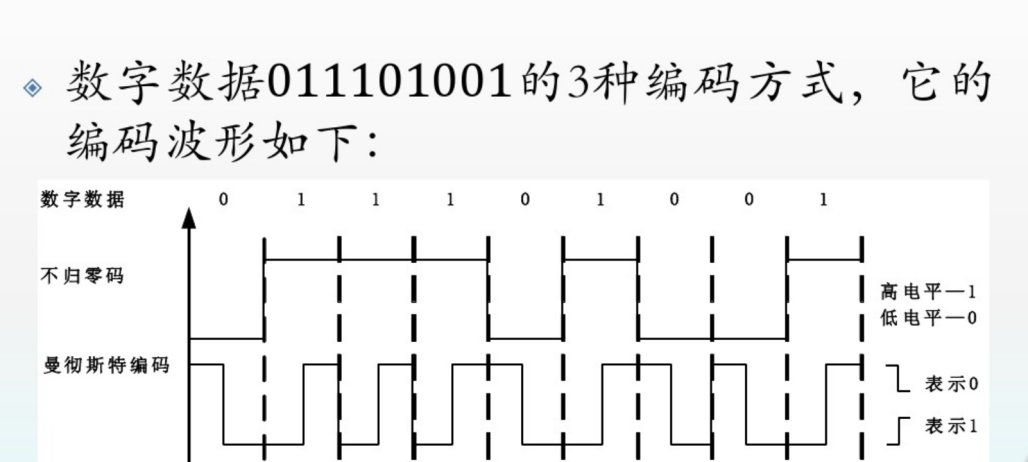 数字数据011101001的3种编码方式，它的
编码波形如下：
数字数据 0 1 1 1 0 1 0 0 1
不归零码
高电平—1
低电平—0
曼彻斯特编码
表示0
表示1